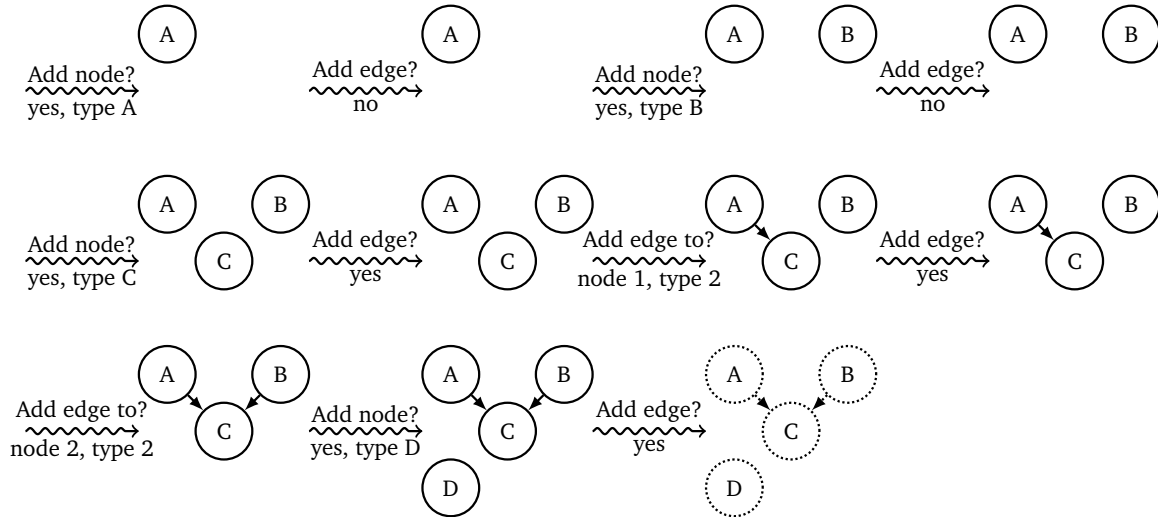 A
Add node?
yes, type A
A
Add edge?
no
A B
Add node?
yes, type B
A B
Add edge?
no
A B
C
Add node?
yes, type C
A B
C
Add edge?
yes
A B
C
Add edge to?
node 1, type 2
A B
C
Add edge?
yes
A B
C
Add edge to?
node 2, type 2
A B
C
D
Add node?
yes, type D
A B
C
D
Add edge?
yes